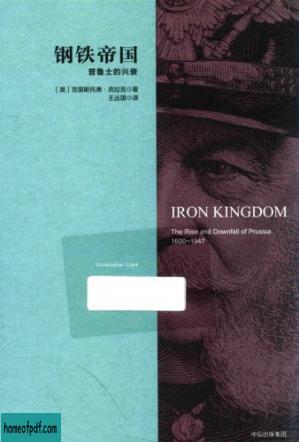 钢铁帝国
普鲁士的兴衰
[英] 克里斯托弗·克拉克 著
王丛琪 译
IRON KINGDOM
The Rise and Downfall of Prussia
1600-1947
Christopher Clark
中信出版集团
homeofpdf.com